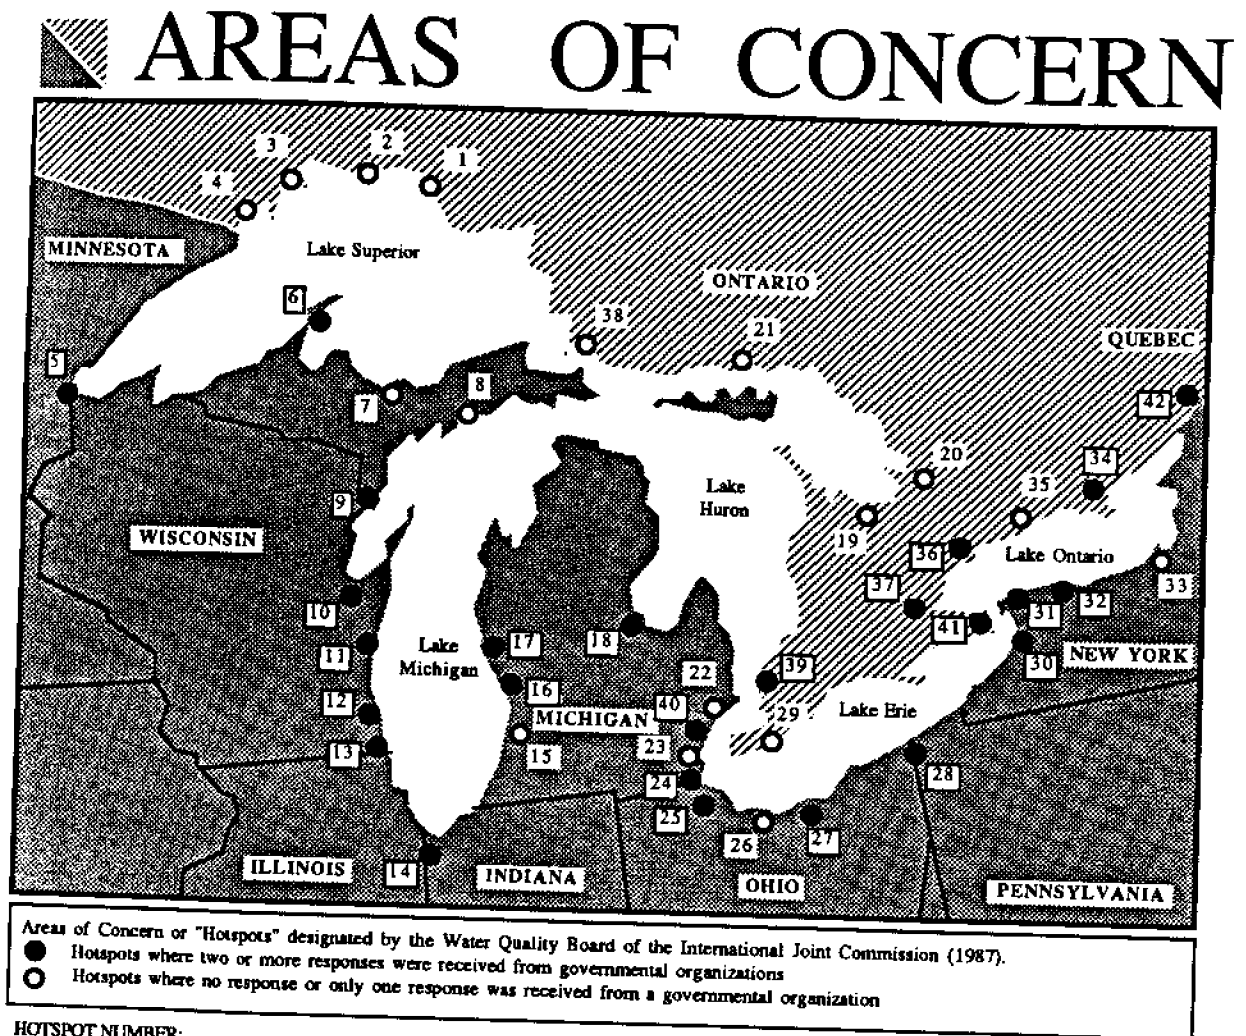 AREAS OF CONCERN
3
2
1
4
MINNESOTA
Lake Superior
ONTARIO
6
38
21
QUEBEC
5
8
7
42
20
34
35
9
Lake
Huron
WISCONSIN
19
36
Lake Ontario
37
33
10
31
32
41
18
17
11
Lake
Michigan
NEW YORK
30
39
22
16
12
40
MICHIGAN
29
Lake Erie
13
15
23
24
28
25
26
27
14
ILLINOIS
INDIANA
OHIO
PENNSYLVANIA
Areas of Concern or "Hotspots" designated by the Water Quality Board of the International Joint Commission (1987).
Hotspots where two or more responses were received from governmental organizations
Hotspots where no response or only one response was received from a governmental organization
HOTSPOT NUMBER: